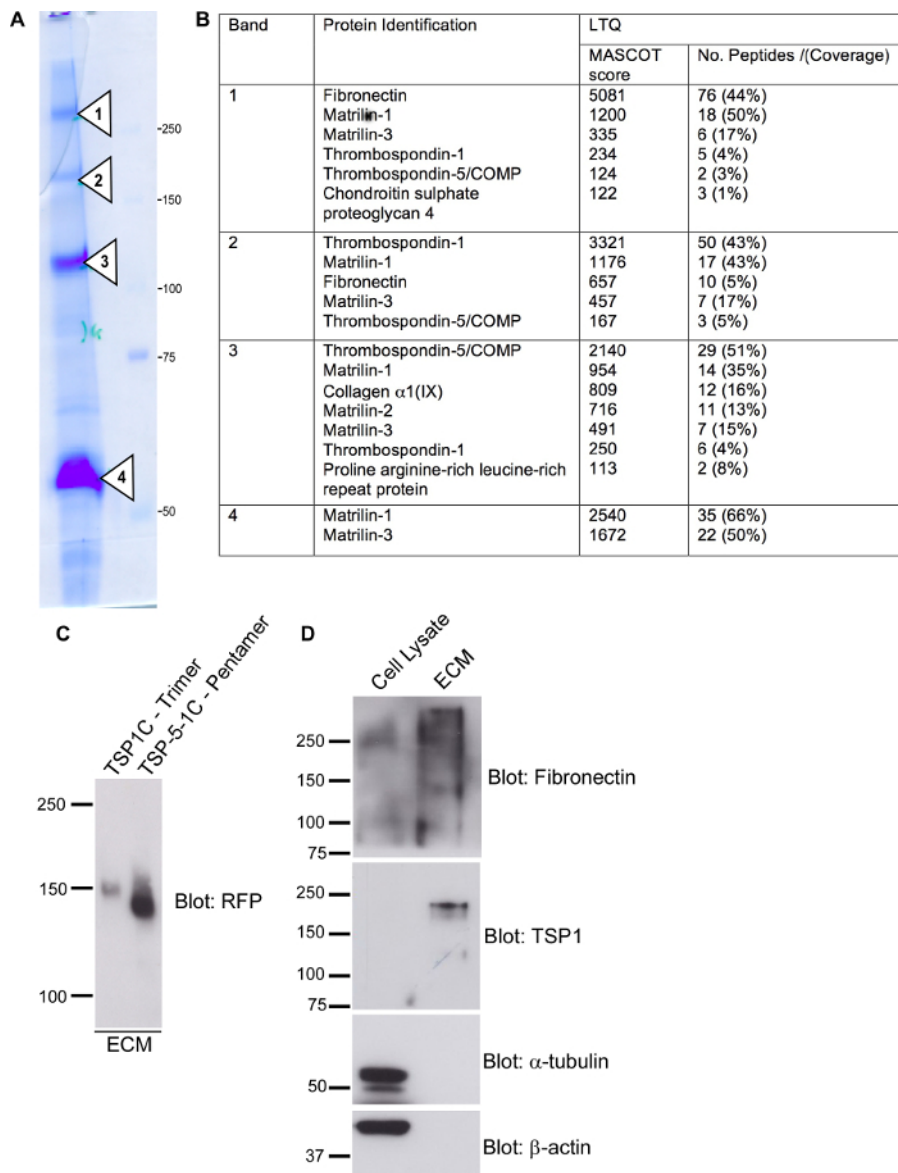 A
1
2
3
4
-250
-150
-100
-75
-50
B
Band Protein Identification LTQ
MASCOT score No. Peptides /(Coverage)
1 Fibronectin 5081 76 (44%)
Matrilin-1 1200 18 (50%)
Matrilin-3 335 6 (17%)
Thrombospondin-1 234 5 (4%)
Thrombospondin-5/COMP 124 2 (3%)
Chondroitin sulphate 122 3 (1%)
proteoglycan 4
2 Thrombospondin-1 3321 50 (43%)
Matrilin-1 1176 17 (43%)
Fibronectin 657 10 (5%)
Matrilin-3 457 7 (17%)
Thrombospondin-5/COMP 167 3 (5%)
3 Thrombospondin-5/COMP 2140 29 (51%)
Matrilin-1 954 14 (35%)
Collagen α1(IX) 809 12 (16%)
Matrilin-2 716 11 (13%)
Matrilin-3 491 7 (15%)
Thrombospondin-1 250 6 (4%)
Proline arginine-rich leucine-rich 113 2 (8%)
repeat protein
4 Matrilin-1 2540 35 (66%)
Matrilin-3 1672 22 (50%)
C
TSP1C - Trimer
TSP-5-1C - Pentamer
250
150
100
Blot: RFP
ECM
D
Cell Lysate
ECM
250
150
100
75
Blot: Fibronectin
250
150
100
75
Blot: TSP1
50
Blot: α-tubulin
37
Blot: β-actin